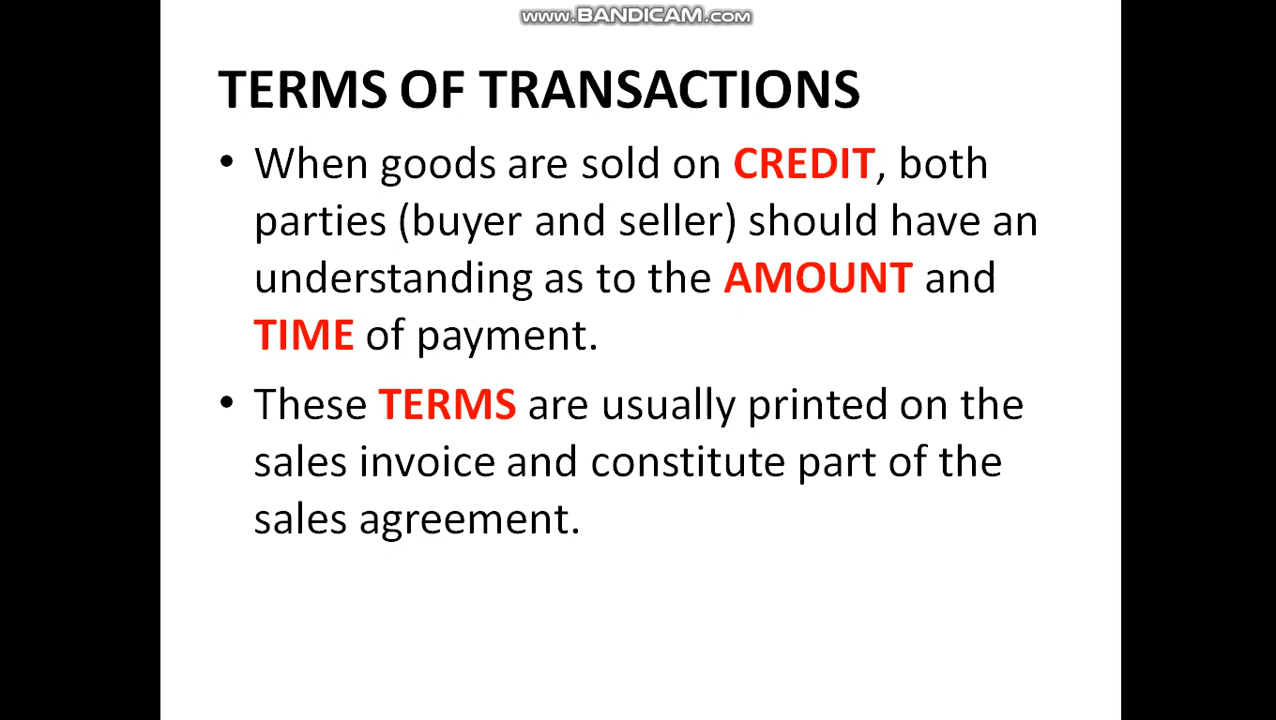 www.BANDICAM.com
TERMS OF TRANSACTIONS
• When goods are sold on CREDIT, both
parties (buyer and seller) should have an
understanding as to the AMOUNT and
TIME of payment.
• These TERMS are usually printed on the
sales invoice and constitute part of the
sales agreement.